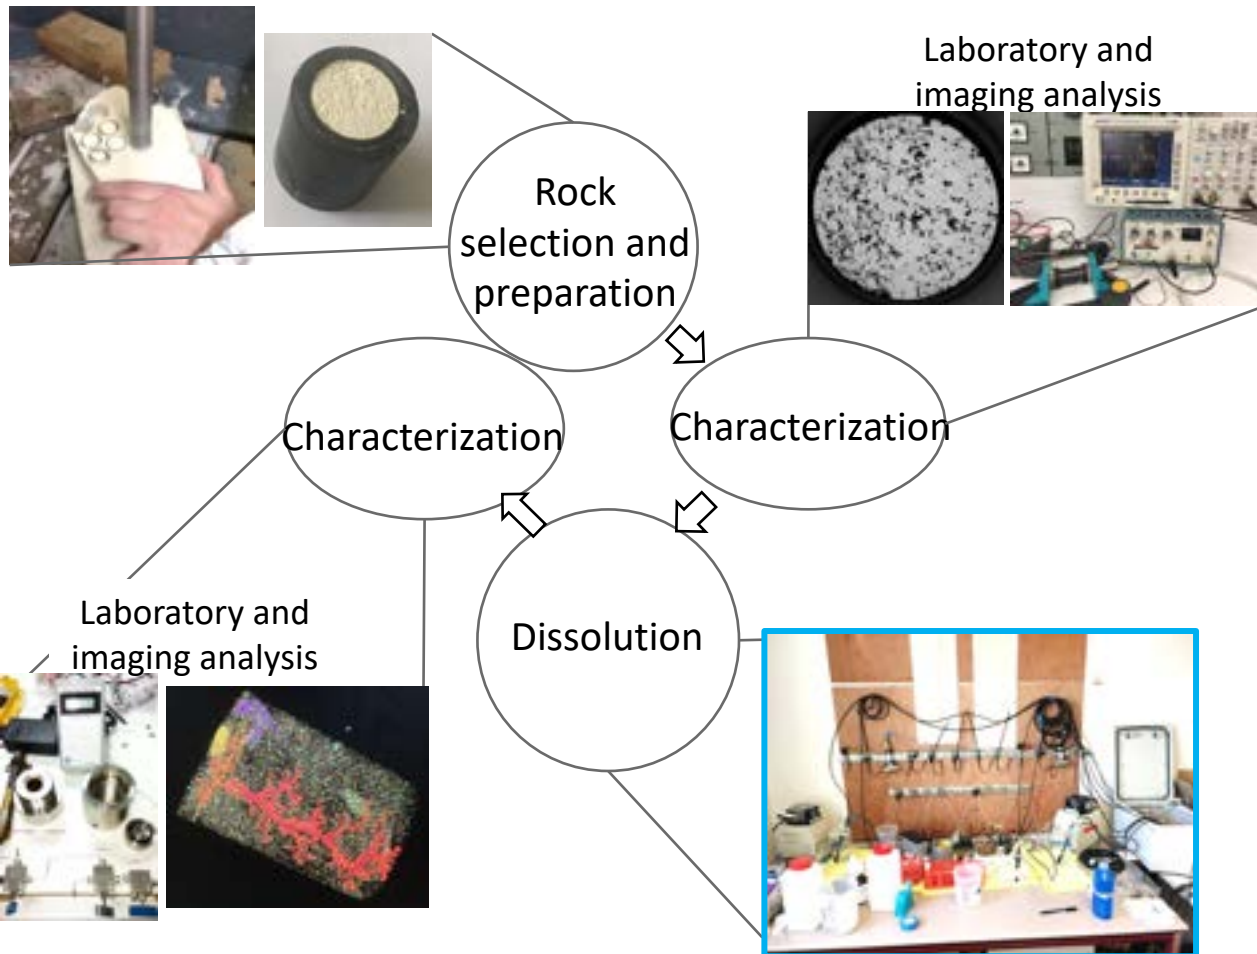 Laboratory and
imaging analysis
Rock
selection and
preparation
Characterization
Characterization
Dissolution
Laboratory and
imaging analysis